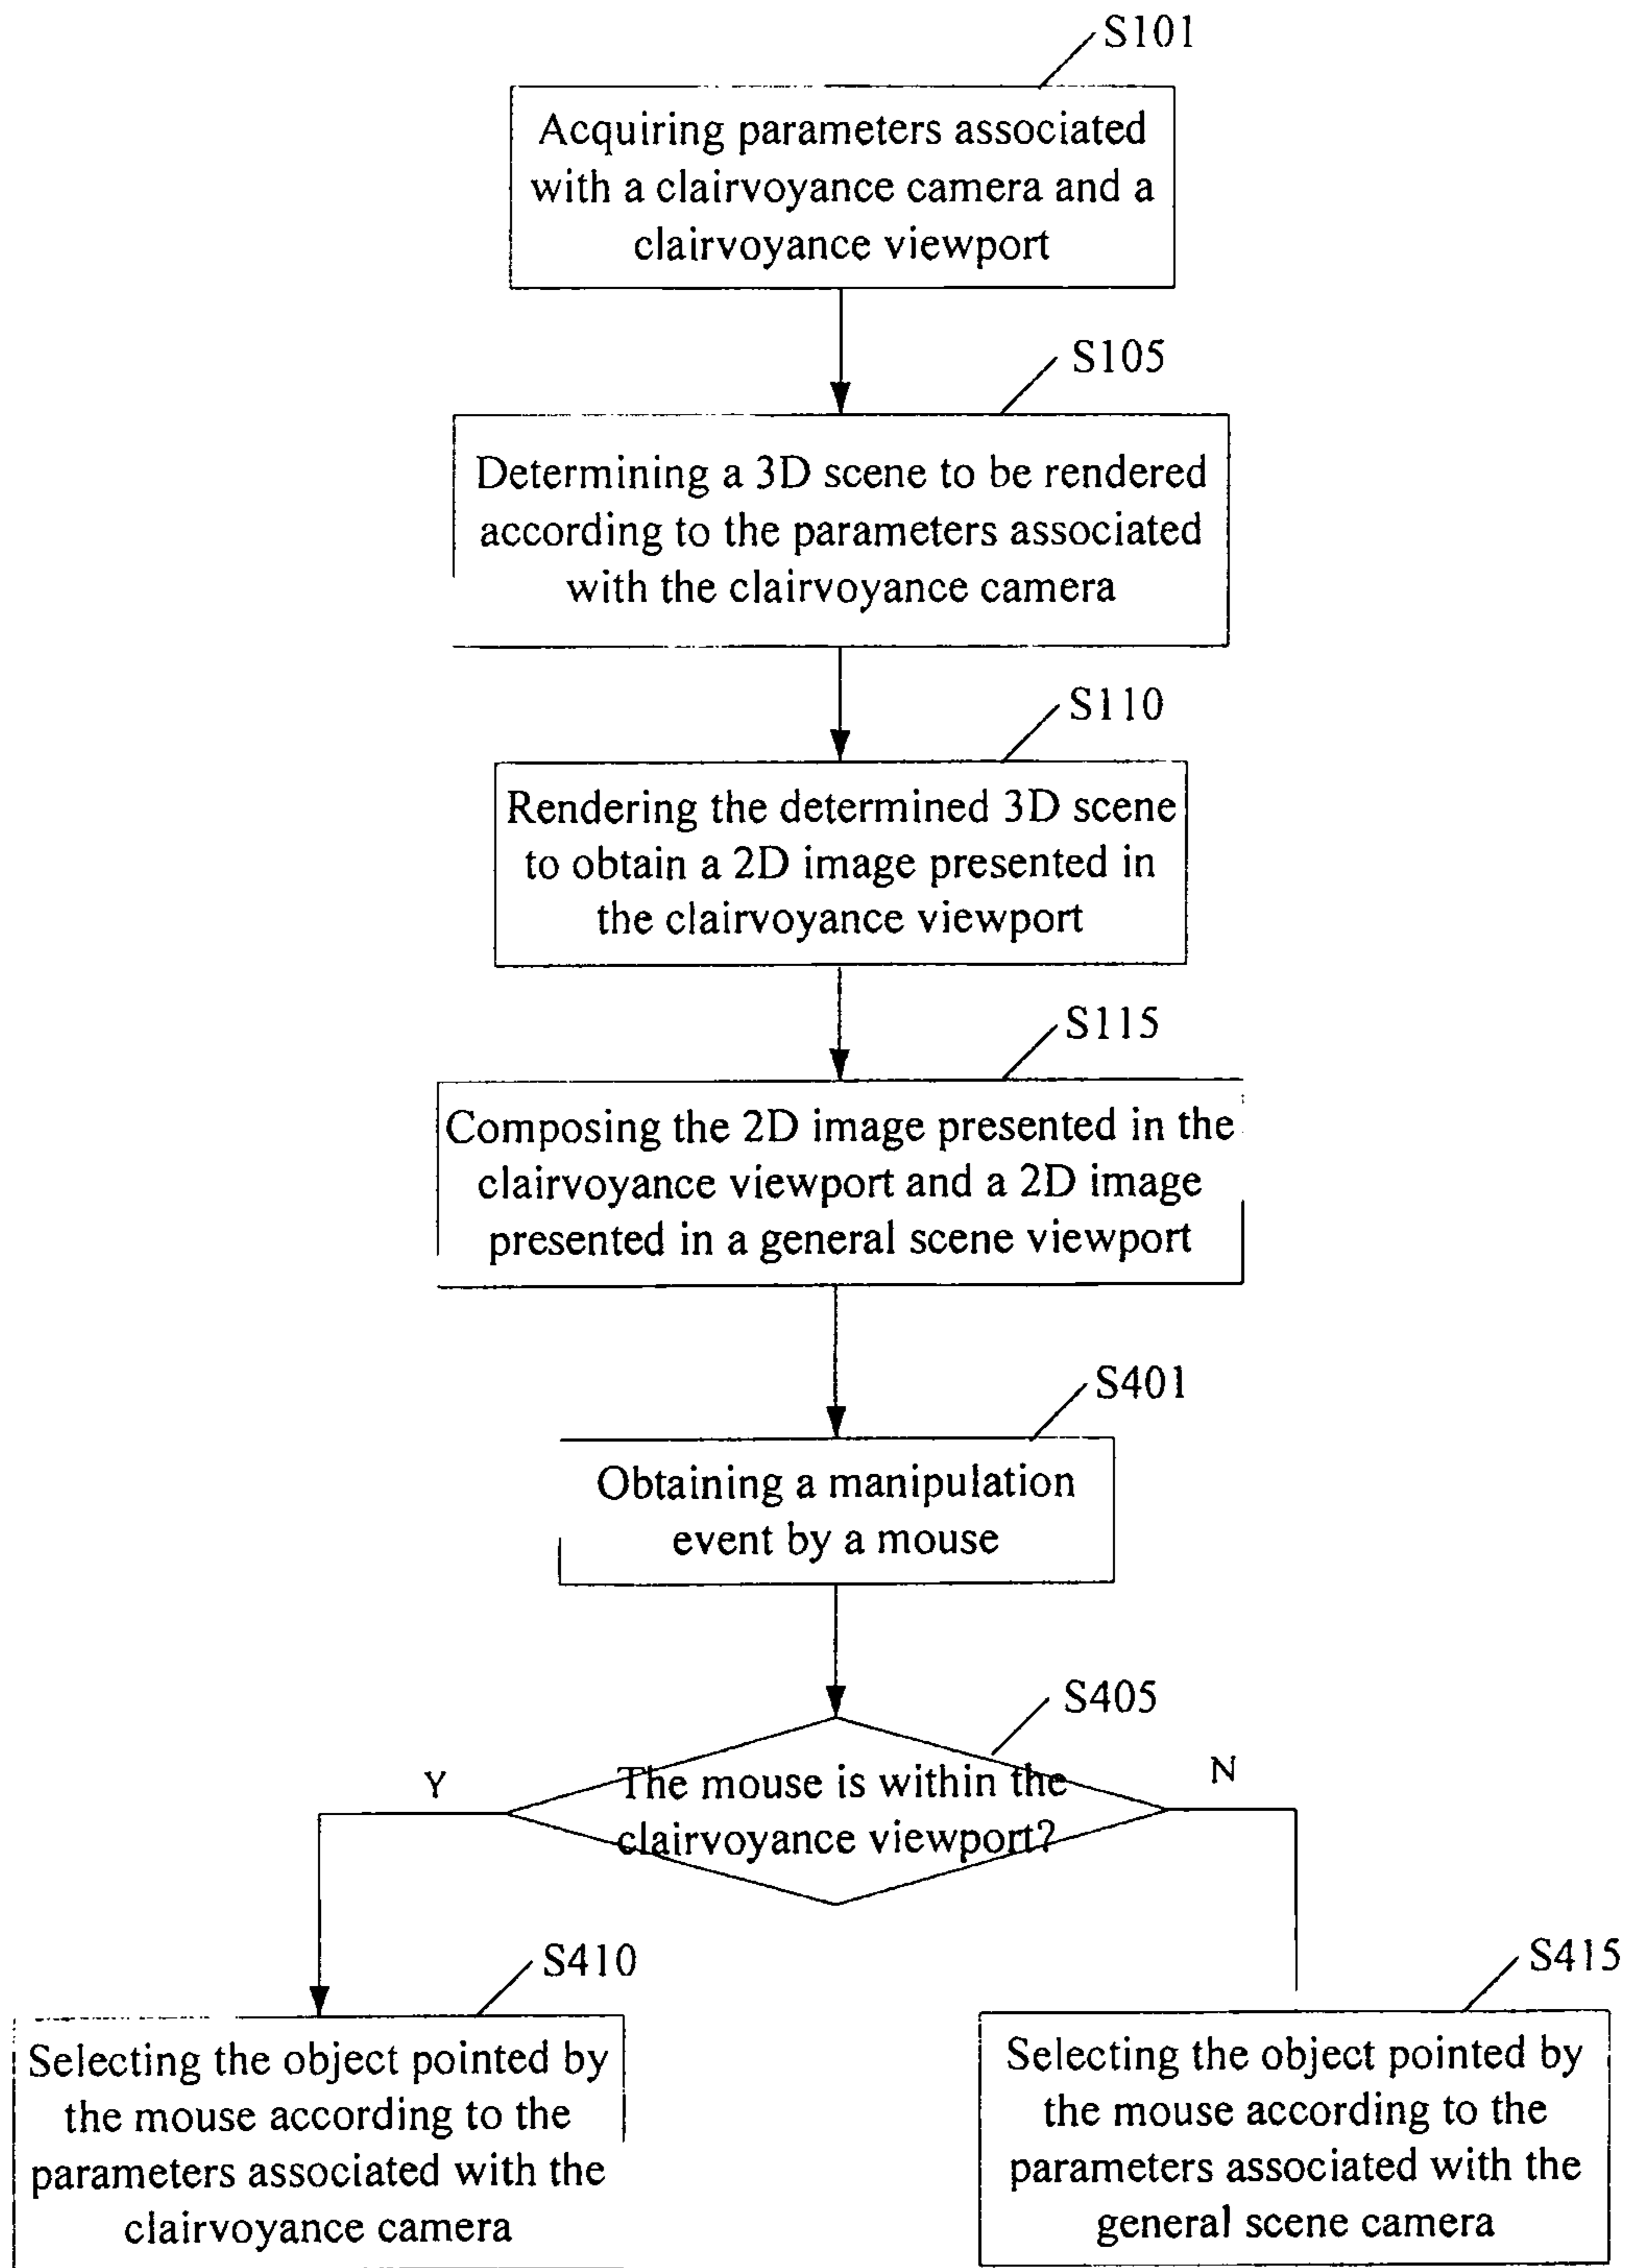 S101
Acquiring parameters associated
with a clairvoyance camera and a
clairvoyance viewport
S105
Determining a 3D scene to be rendered
according to the parameters associated
with the clairvoyance camera
S110
Rendering the determined 3D scene
to obtain a 2D image presented in
the clairvoyance viewport
S115
Composing the 2D image presented in the
clairvoyance viewport and a 2D image
presented in a general scene viewport
S401
Obtaining a manipulation
event by a mouse
S405
Y
The mouse is within the
clairvoyance viewport?
N
S410
Selecting the object pointed by
the mouse according to the
parameters associated with the
clairvoyance camera
S415
Selecting the object pointed by
the mouse according to the
parameters associated with the
general scene camera